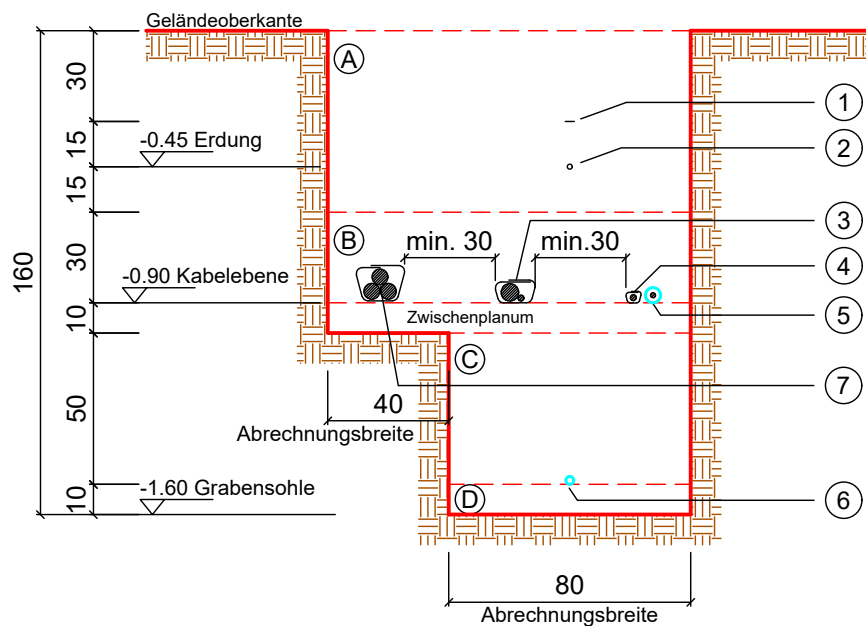 Geländeoberkante
A
30
1
15
-0.45 Erdung
2
15
160
B
min. 30
min.30
3
30
-0.90 Kabelebene
4
10
Zwischenplanum
5
C
50
40
7
Abrechnungsbreite
-1.60 Grabensohle
10
D
6
80
Abrechnungsbreite